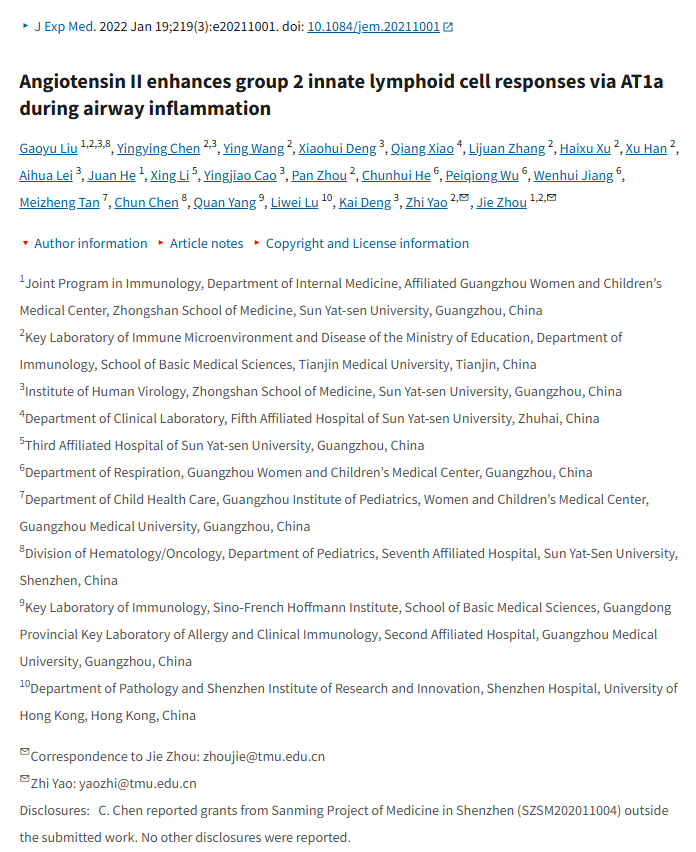 J Exp Med. 2022 Jan 19;219(3):e20211001. doi: 10.1084/jem.20211001
Angiotensin II enhances group 2 innate lymphoid cell responses via AT1a
during airway inflammation
Gaoyu Liu 1,2,3,8, Yingying Chen 2,3, Ying Wang 2, Xiaohui Deng 3, Qiang Xiao 4, Lijuan Zhang 2, Haixu Xu 2, Xu Han 2,
Aihua Lei 3, Juan He 1, Xing Li 5, Yingjiao Cao 3, Pan Zhou 2, Chunhui He 6, Peiqiong Wu 6, Wenhui Jiang 6,
Meizheng Tan 7, Chun Chen 8, Quan Yang 9, Liwei Lu 10, Kai Deng 3, Zhi Yao 2,✉, Jie Zhou 1,2,✉
Author information Article notes Copyright and License information
1Joint Program in Immunology, Department of Internal Medicine, Affiliated Guangzhou Women and Children’s
Medical Center, Zhongshan School of Medicine, Sun Yat-sen University, Guangzhou, China
2Key Laboratory of Immune Microenvironment and Disease of the Ministry of Education, Department of
Immunology, School of Basic Medical Sciences, Tianjin Medical University, Tianjin, China
3Institute of Human Virology, Zhongshan School of Medicine, Sun Yat-sen University, Guangzhou, China
4Department of Clinical Laboratory, Fifth Affiliated Hospital of Sun Yat-sen University, Zhuhai, China
5Third Affiliated Hospital of Sun Yat-sen University, Guangzhou, China
6Department of Respiration, Guangzhou Women and Children’s Medical Center, Guangzhou, China
7Department of Child Health Care, Guangzhou Institute of Pediatrics, Women and Children’s Medical Center,
Guangzhou Medical University, Guangzhou, China
8Division of Hematology/Oncology, Department of Pediatrics, Seventh Affiliated Hospital, Sun Yat-Sen University,
Shenzhen, China
9Key Laboratory of Immunology, Sino-French Hoffmann Institute, School of Basic Medical Sciences, Guangdong
Provincial Key Laboratory of Allergy and Clinical Immunology, Second Affiliated Hospital, Guangzhou Medical
University, Guangzhou, China
10Department of Pathology and Shenzhen Institute of Research and Innovation, Shenzhen Hospital, University of
Hong Kong, Hong Kong, China
✉Correspondence to Jie Zhou: zhoujie@tmu.edu.cn
✉Zhi Yao: yaozhi@tmu.edu.cn
Disclosures: C. Chen reported grants from Sanming Project of Medicine in Shenzhen (SZSM202011004) outside
the submitted work. No other disclosures were reported.